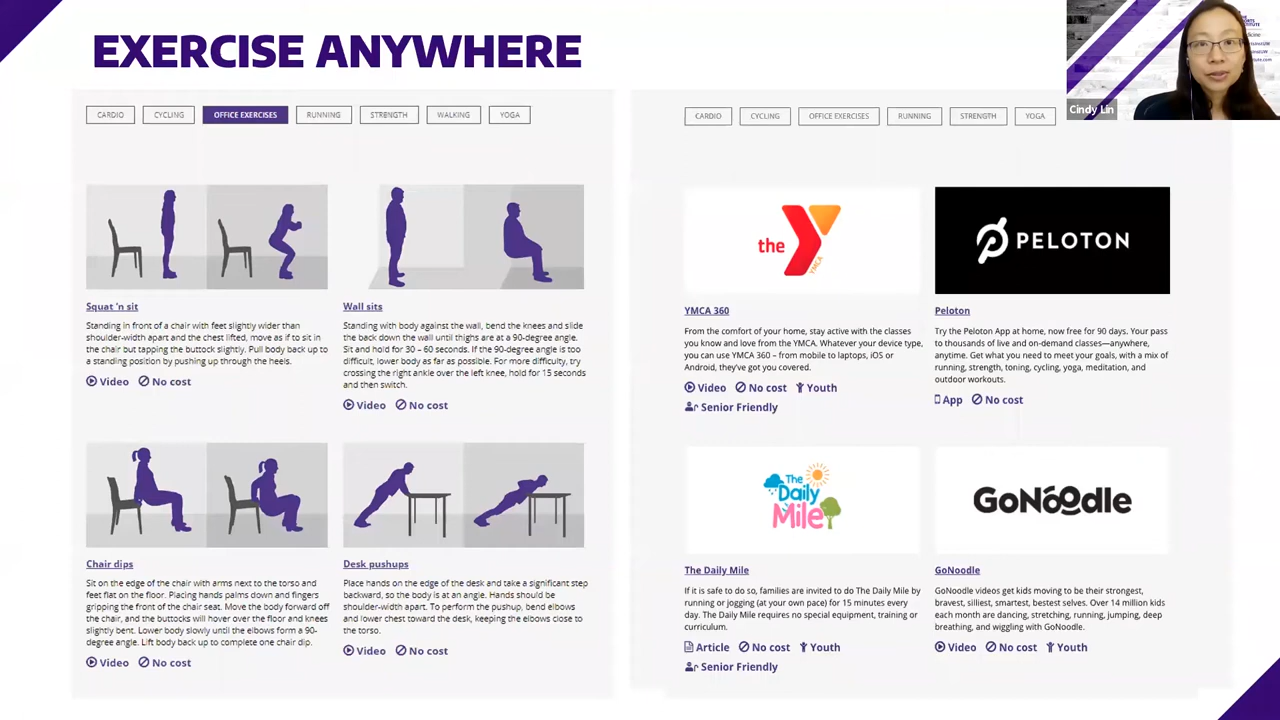 EXERCISE ANYWHERE
CARDIO
CYCLING
OFFICE EXERCISES
RUNNING
STRENGTH
WALKING
YOGA
Squat 'n sit
Standing in front of a chair with feet slightly wider than
shoulder-width apart and the chest lifted, move as if to sit in
the chair but tapping the buttock slightly. Pull body back up to
a standing position by pushing up through the heels.
Video No cost
Wall sits
Standing with body against the wall, bend the knees and slide
the back down the wall until thighs are at a 90-degree angle.
Sit and hold for 30 – 60 seconds. If the 90-degree angle is too
difficult, lower body as far as possible. For more difficulty, try
crossing the right ankle over the left knee, hold for 15 seconds
and then switch.
Video No cost
Chair dips
Sit on the edge of the chair with arms next to the torso and
feet flat on the floor. Placing hands palms down and fingers
gripping the front of the chair seat. Move the body forward off
the chair, and the buttocks will hover over the floor and knees
slightly bent. Lower body slowly until the elbows form a 90-
degree angle. Lift body back up to complete one chair dip.
Video No cost
Desk pushups
Place hands on the edge of the desk and take a significant step
backward, so the body is at an angle. Hands should be
shoulder-width apart. To perform the pushup, bend elbows
and lower chest toward the desk, keeping the elbows close to
the torso.
Video No cost
CARDIO
CYCLING
OFFICE EXERCISES
RUNNING
STRENGTH
YOGA
the YMCA
YMCA 360
From the comfort of your home, stay active with the classes
you know and love from the YMCA. Whatever your device type,
you can use YMCA 360 – from mobile to laptops, iOS or
Android, they've got you covered.
Video No cost Youth
Senior Friendly
PELOTON
Peloton
Try the Peloton App at home, now free for 90 days. Your pass
to thousands of live and on-demand classes—anywhere,
anytime. Get what you need to meet your goals, with a mix of
running, strength, toning, cycling, yoga, meditation, and
outdoor workouts.
App No cost
The
Daily
Mile
The Daily Mile
If it is safe to do so, families are invited to do The Daily Mile by
running or jogging (at your own pace) for 15 minutes every
day. The Daily Mile requires no special equipment, training or
curriculum.
Article No cost Youth
Senior Friendly
GoNoodle
GoNoodle
GoNoodle videos get kids moving to be their strongest,
bravest, silliest, smartest, bestest selves. Over 14 million kids
each month are dancing, stretching, running, jumping, deep
breathing, and wiggling with GoNoodle.
Video No cost Youth
Cindy Lin